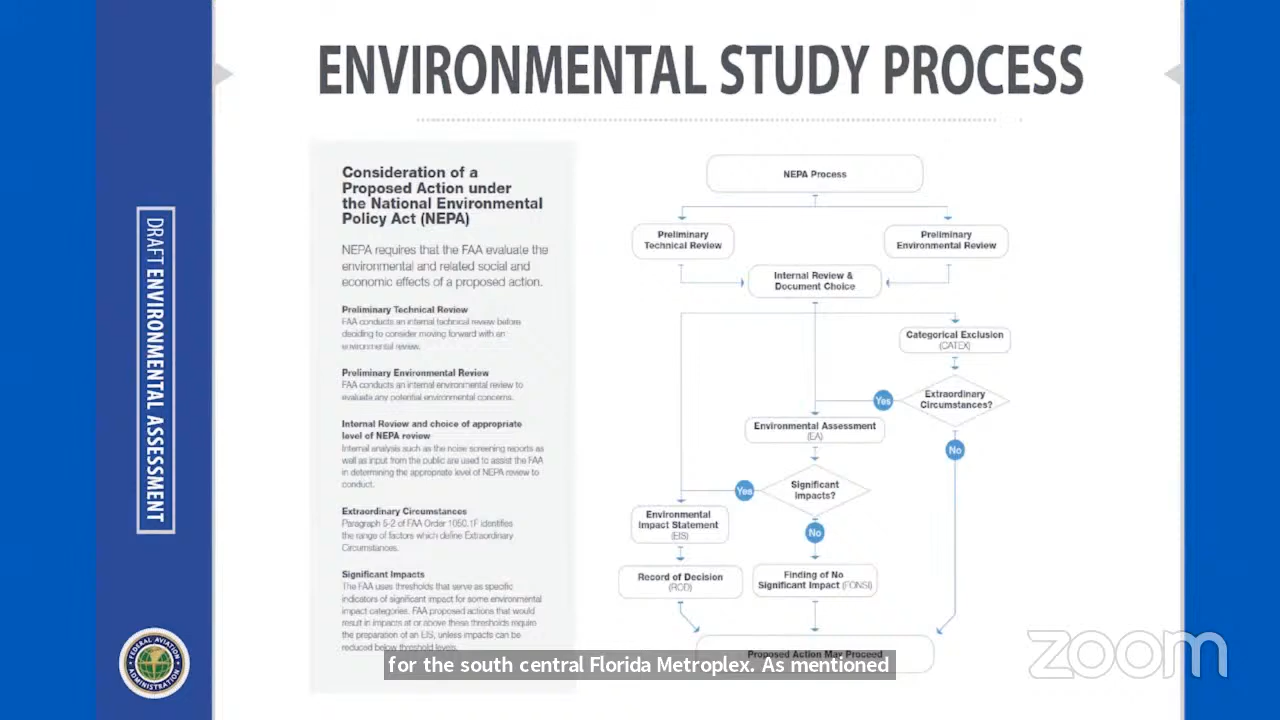 ENVIRONMENTAL STUDY PROCESS
DRAFT ENVIRONMENTAL ASSESSMENT
FEDERAL AVIATION
ADMINISTRATION
Consideration of a
Proposed Action under
the National Environmental
Policy Act (NEPA)
NEPA requires that the FAA evaluate the
environmental and related social and
economic effects of a proposed action.
Preliminary Technical Review
FAA conducts an internal technical review before
deciding to consider moving forward with an
environmental review.
Preliminary Environmental Review
FAA conducts an internal environmental review to
evaluate any potential environmental concerns.
Internal Review and choice of appropriate
level of NEPA review
Internal analysis such as the noise screening reports as
well as input from the public are used to assist the FAA
in determining the appropriate level of NEPA review to
conduct.
Extraordinary Circumstances
Paragraph 5-2 of FAA Order 1050.1F identifies
the range of factors which define Extraordinary
Circumstances.
Significant Impacts
The FAA uses thresholds that serve as specific
indicators of significant impact for some environmental
impact categories. FAA proposed actions that would
result in impacts at or above these thresholds require
the preparation of an EIS, unless impacts can be
reduced below threshold levels.
NEPA Process
Preliminary
Technical Review
Preliminary
Environmental Review
Internal Review &
Document Choice
Categorical Exclusion
(CATEX)
Extraordinary
Circumstances?
Yes
No
Environmental Assessment
(EA)
Significant
Impacts?
Yes
No
Environmental
Impact Statement
(EIS)
Record of Decision
(ROD)
Finding of No
Significant Impact (FONSI)
Proposed Action May Proceed
for the south central Florida Metroplex. As mentioned
zoom